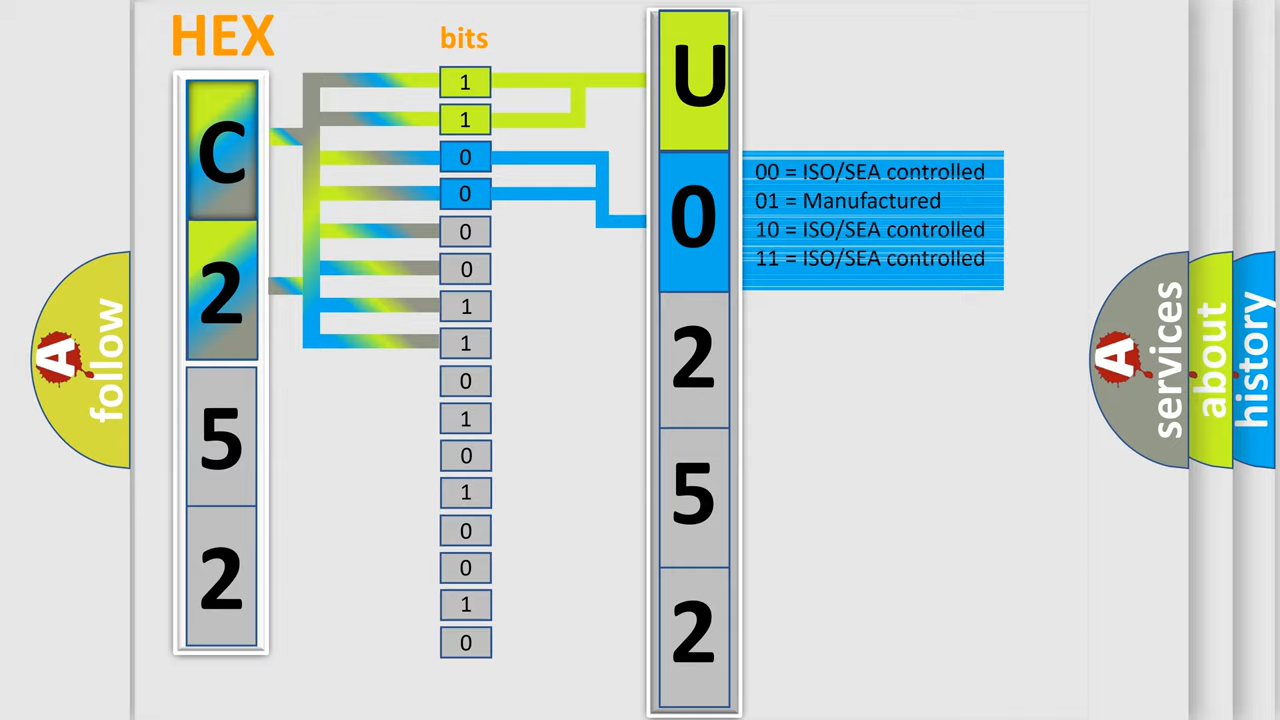 HEX
bits
C
2
5
2
1
1
0
0
0
0
1
1
0
1
0
1
0
0
1
0
U
0
2
5
2
00 = ISO/SEA controlled
01 = Manufactured
10 = ISO/SEA controlled
11 = ISO/SEA controlled
A
follow
A
services
about
history